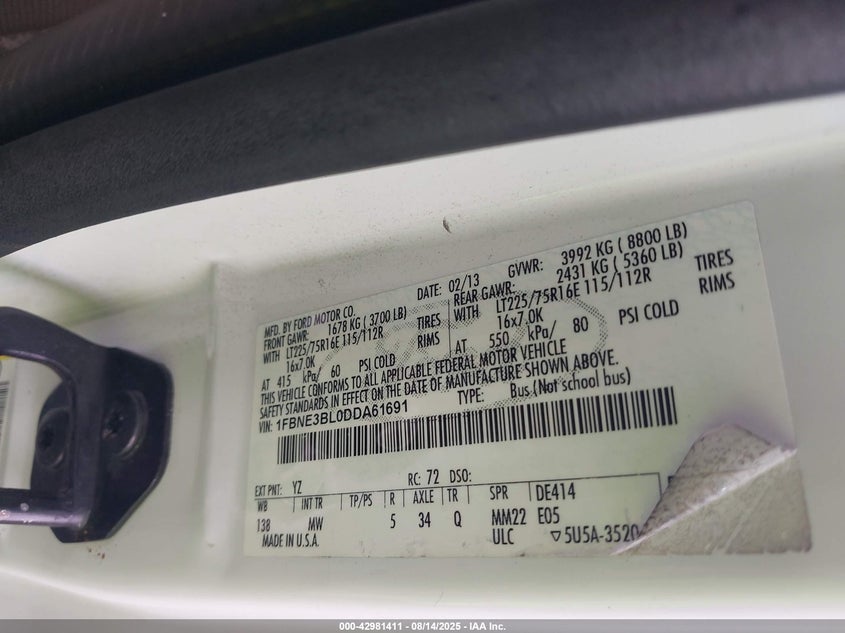 MFD. BY FORD MOTOR CO.
DATE: 02/13
GVWR: 3992 KG ( 8800 LB)
FRONT GAWR: 1678 KG ( 3700 LB)
REAR GAWR: 2431 KG ( 5360 LB)
WITH LT225/75R16E 115/112R TIRES
WITH LT225/75R16E 115/112R TIRES
16x7.0K RIMS
16x7.0K RIMS
AT 415 kPa/ 60 PSI COLD
AT 550 kPa/ 80 PSI COLD
THIS VEHICLE CONFORMS TO ALL APPLICABLE FEDERAL MOTOR VEHICLE
SAFETY STANDARDS IN EFFECT ON THE DATE OF MANUFACTURE SHOWN ABOVE.
VIN: 1FBNE3BL0DDA61691
TYPE: Bus (Not school bus)
EXT PNT: YZ RC: 72 DSO:
WB INT TR TP/PS R AXLE TR SPR DE414
138 MW 5 34 Q MM22 E05
MADE IN U.S.A. ULC ▽5U5A-3520
000-42981411 - 08/14/2025 - IAA Inc.